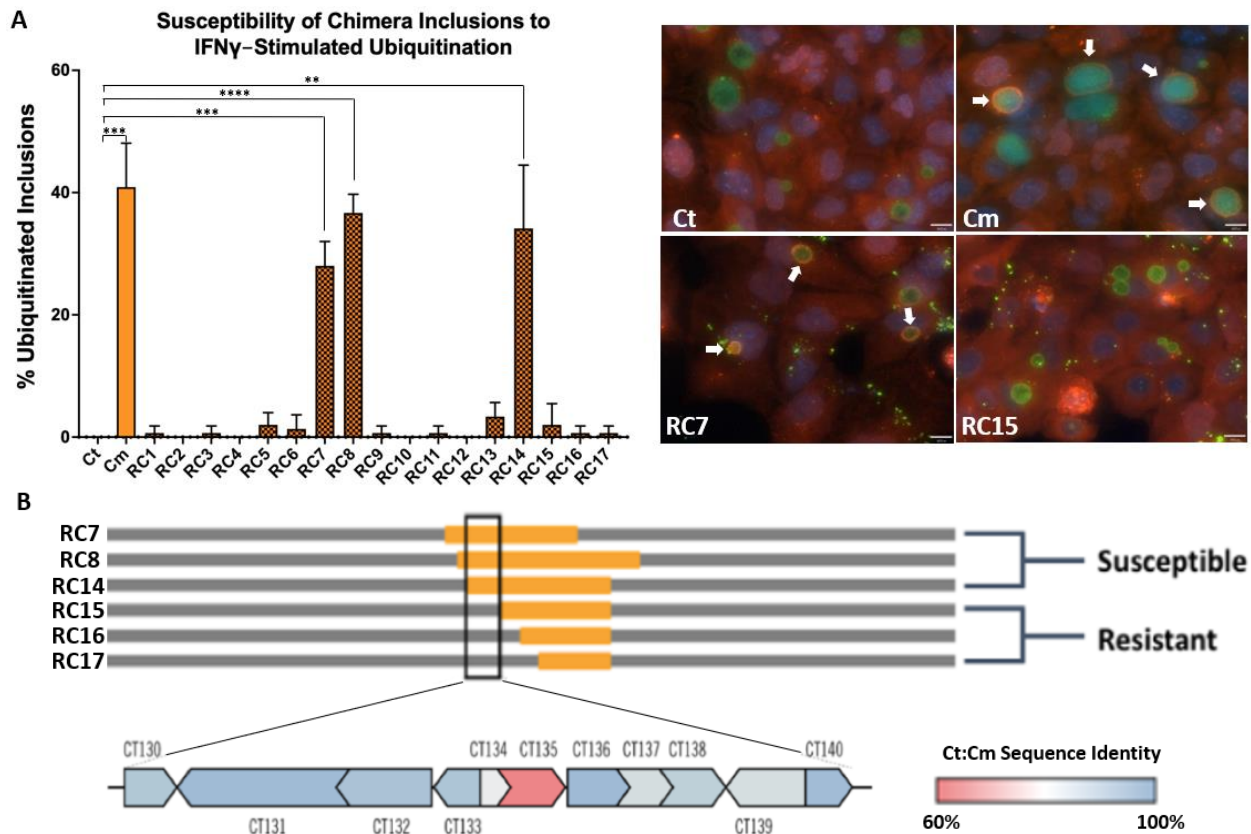 A
Susceptibility of Chimera Inclusions to
IFNγ−Stimulated Ubiquitination
% Ubiquitinated Inclusions
60
40
20
0
**
****
***
***
Ct
Cm
RC1
RC2
RC3
RC4
RC5
RC6
RC7
RC8
RC9
RC10
RC11
RC12
RC13
RC14
RC15
RC16
RC17
Ct
Cm
RC7
RC15
B
RC7
RC8
RC14
RC15
RC16
RC17
Susceptible
Resistant
CT130
CT134
CT135
CT136
CT137
CT138
CT140
CT131
CT132
CT133
CT139
Ct:Cm Sequence Identity
60%
100%